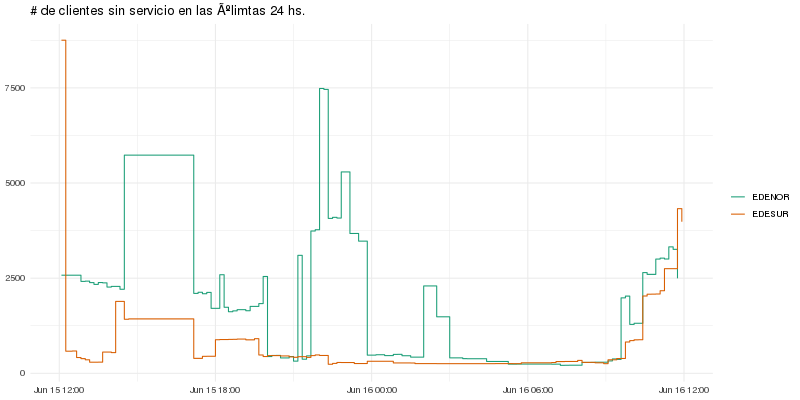 # de clientes sin servicio en las Ãºlimtas 24 hs.
7500
5000
2500
0
Jun 15 12:00
Jun 15 18:00
Jun 16 00:00
Jun 16 06:00
Jun 16 12:00
EDENOR
EDESUR